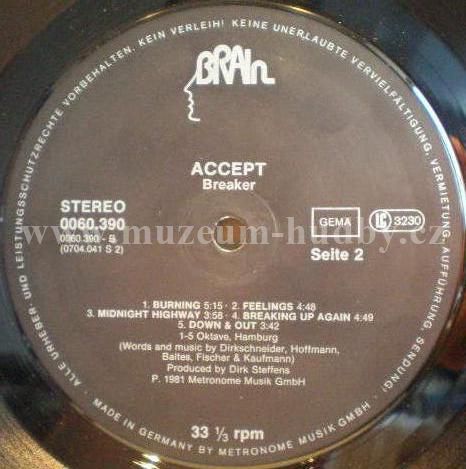 ALLE URHEBER- UND LEISTUNGSSCHUTZRECHTE VORBEHALTEN. KEIN VERLEIH! KEINE UNERLAUBTE VERVIELFÄLTIGUNG, VERMIETUNG, AUFFÜHRUNG, SENDUNG!
BRAIN
ACCEPT
Breaker
STEREO
0060.390
0060.390 - B
(0704.041 S 2)
GEMA
LC 3230
Seite 2
www.muzeum-hudby.cz
1. BURNING 5:15 · 2. FEELINGS 4:48
3. MIDNIGHT HIGHWAY 3:58 · 4. BREAKING UP AGAIN 4:49
5. DOWN & OUT 3:42
1-5 Oktave, Hamburg
(Words and music by Dirkschneider, Hoffmann,
Baltes, Fischer & Kaufmann)
Produced by Dirk Steffens
P. 1981 Metronome Musik GmbH
33 ⅓ rpm
MADE IN GERMANY BY METRONOME MUSIK GMBH